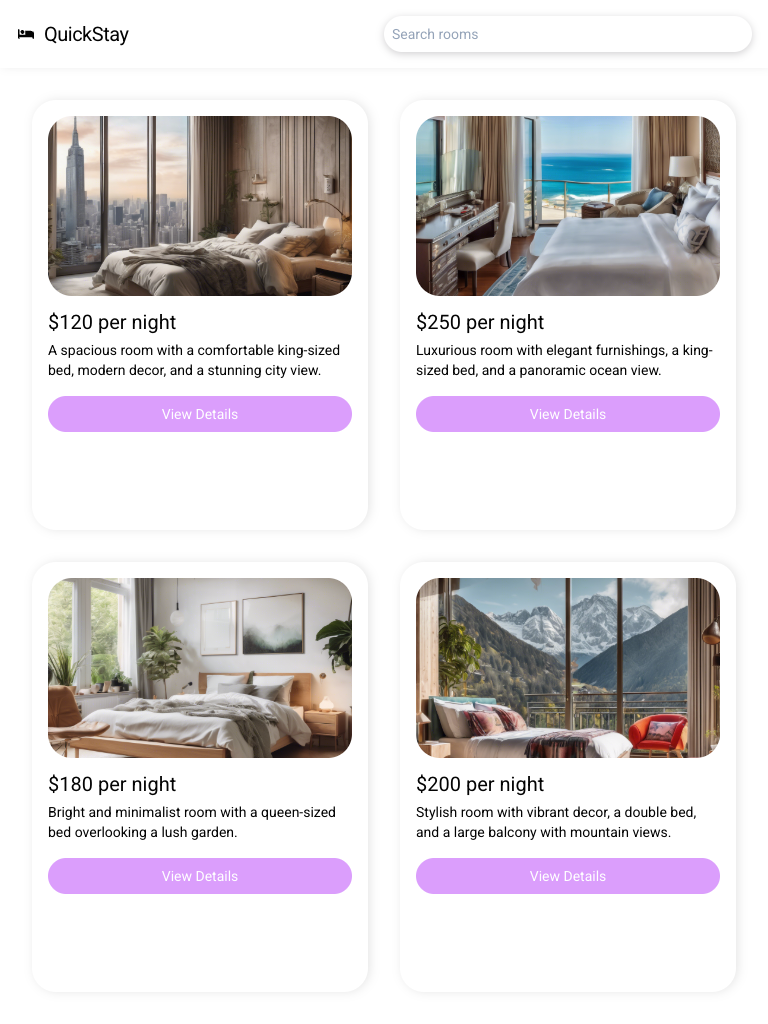 QuickStay
Search rooms
$120 per night
A spacious room with a comfortable king-sized
bed, modern decor, and a stunning city view.
View Details
$250 per night
Luxurious room with elegant furnishings, a king-
sized bed, and a panoramic ocean view.
View Details
$180 per night
Bright and minimalist room with a queen-sized
bed overlooking a lush garden.
View Details
$200 per night
Stylish room with vibrant decor, a double bed,
and a large balcony with mountain views.
View Details